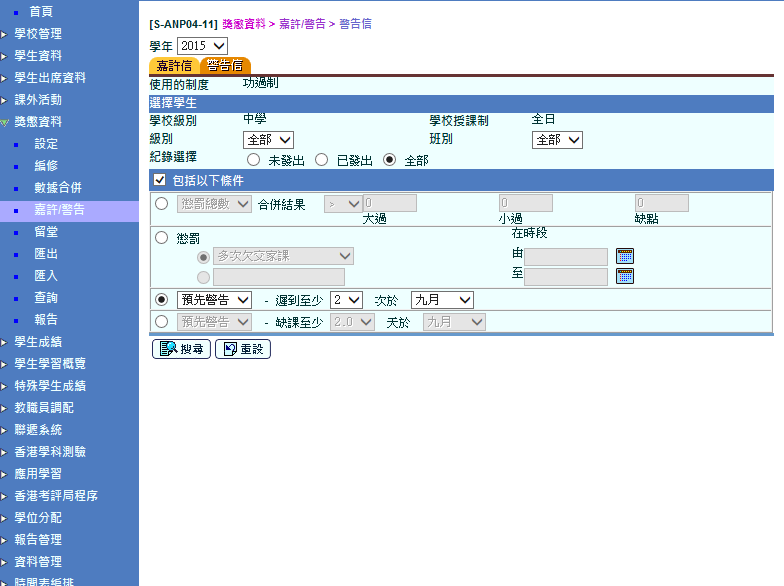 首頁
學校管理
學生資料
學生出席資料
課外活動
獎懲資料
設定
編修
數據合併
嘉許/警告
留堂
匯出
匯入
查詢
報告
學生成績
學生學習概覽
特殊學生成績
教職員調配
聯遞系統
香港學科測驗
應用學習
香港考評局程序
學位分配
報告管理
資料管理
時間表編排
[S-ANP04-11] 獎懲資料 > 嘉許/警告 > 警告信
學年 2015
嘉許信 警告信
使用的制度 功過制
選擇學生
學校級別 中學 學校授課制 全日
級別 全部 班別 全部
紀錄選擇 未發出 已發出 全部
包括以下條件
懲罰總數 合併結果 > 0 0 0
大過 小過 缺點
懲罰 在時段
多次欠交家課 由
至
預先警告 - 遲到至少 2 次於 九月
預先警告 - 缺課至少 2.0 天於 九月
搜尋 重設